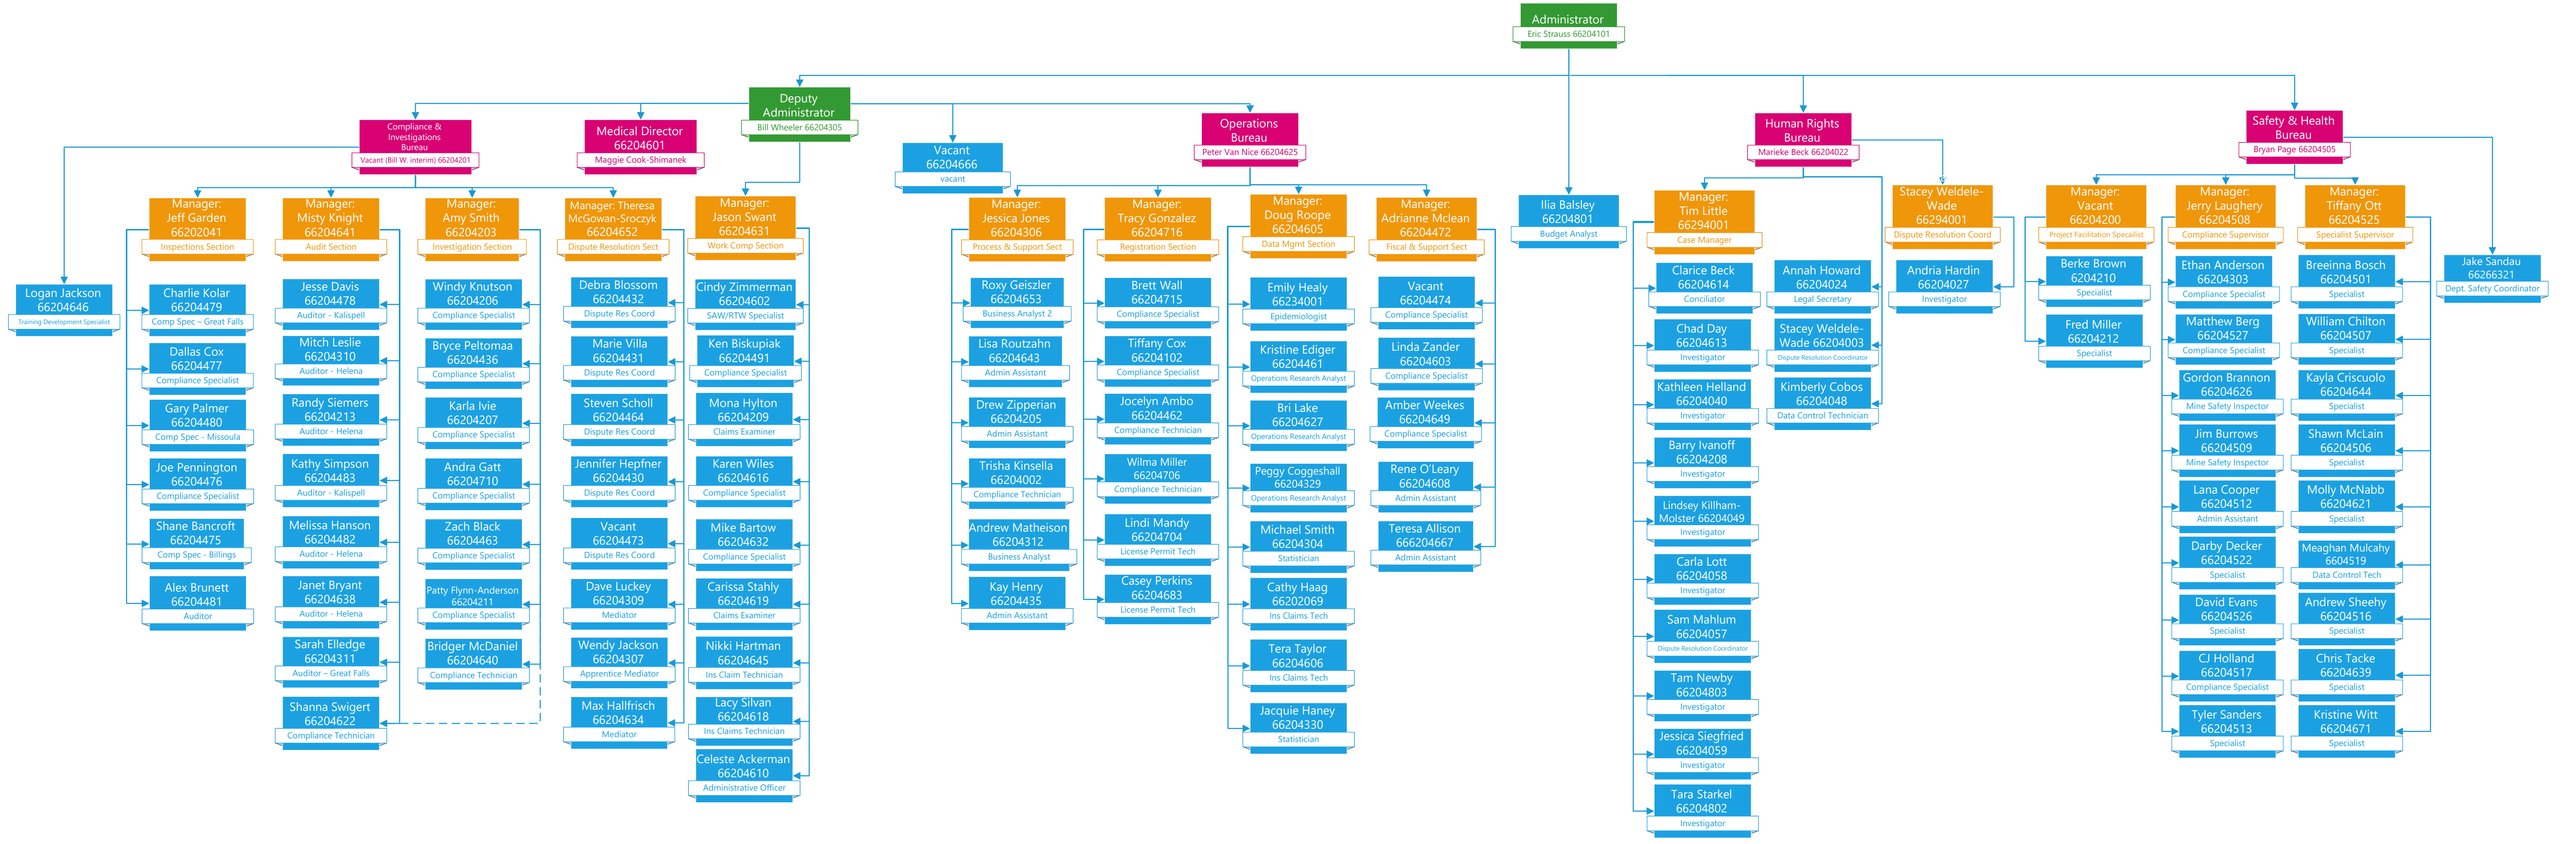 Administrator
Eric Strauss 66204101
Deputy
Administrator
Bill Wheeler 66204305
Compliance &
Investigations
Bureau
Vacant (Bill W. interim) 66204201
Medical Director
66204601
Maggie Cook-Shimanek
Vacant
66204666
vacant
Operations
Bureau
Peter Van Nice 66204625
Human Rights
Bureau
Marieke Beck 66204022
Safety & Health
Bureau
Bryan Page 66204505
Logan Jackson
66204646
Training Development Specialist
Manager:
Jeff Garden
66202041
Inspections Section
Charlie Kolar
66204479
Comp Spec – Great Falls
Dallas Cox
66204477
Compliance Specialist
Gary Palmer
66204480
Comp Spec - Missoula
Joe Pennington
66204476
Compliance Specialist
Shane Bancroft
66204475
Comp Spec - Billings
Alex Brunett
66204481
Auditor
Manager:
Misty Knight
66204641
Audit Section
Jesse Davis
66204478
Auditor - Kalispell
Mitch Leslie
66204310
Auditor - Helena
Randy Siemers
66204213
Auditor - Helena
Kathy Simpson
66204483
Auditor - Kalispell
Melissa Hanson
66204482
Auditor - Helena
Janet Bryant
66204638
Auditor - Helena
Sarah Elledge
66204311
Auditor – Great Falls
Shanna Swigert
66204622
Compliance Technician
Manager:
Amy Smith
66204203
Investigation Section
Windy Knutson
66204206
Compliance Specialist
Bryce Peltomaa
66204436
Compliance Specialist
Karla Ivie
66204207
Compliance Specialist
Andra Gatt
66204710
Compliance Specialist
Zach Black
66204463
Compliance Specialist
Patty Flynn-Anderson
66204211
Compliance Specialist
Bridger McDaniel
66204640
Compliance Technician
Manager: Theresa
McGowan-Sroczyk
66204652
Dispute Resolution Sect
Debra Blossom
66204432
Dispute Res Coord
Marie Villa
66204431
Dispute Res Coord
Steven Scholl
66204464
Dispute Res Coord
Jennifer Hepfner
66204430
Dispute Res Coord
Vacant
66204473
Dispute Res Coord
Dave Luckey
66204309
Mediator
Wendy Jackson
66204307
Apprentice Mediator
Max Hallfrisch
66204634
Mediator
Manager:
Jason Swant
66204631
Work Comp Section
Cindy Zimmerman
66204602
SAW/RTW Specialist
Ken Biskupiak
66204491
Compliance Specialist
Mona Hylton
66204209
Claims Examiner
Karen Wiles
66204616
Compliance Specialist
Mike Bartow
66204632
Compliance Specialist
Carissa Stahly
66204619
Claims Examiner
Nikki Hartman
66204645
Ins Claim Technician
Lacy Silvan
66204618
Ins Claims Technician
Celeste Ackerman
66204610
Administrative Officer
Manager:
Jessica Jones
66204306
Process & Support Sect
Roxy Geiszler
66204653
Business Analyst 2
Lisa Routzahn
66204643
Admin Assistant
Drew Zipperian
66204205
Admin Assistant
Trisha Kinsella
66204002
Compliance Technician
Andrew Matheison
66204312
Business Analyst
Kay Henry
66204435
Admin Assistant
Manager:
Tracy Gonzalez
66204716
Registration Section
Brett Wall
66204715
Compliance Specialist
Tiffany Cox
66204102
Compliance Specialist
Jocelyn Ambo
66204462
Compliance Technician
Wilma Miller
66204706
Compliance Technician
Lindi Mandy
66204704
License Permit Tech
Casey Perkins
66204683
License Permit Tech
Manager:
Doug Roope
66204605
Data Mgmt Section
Emily Healy
66234001
Epidemiologist
Kristine Ediger
66204461
Operations Research Analyst
Bri Lake
66204627
Operations Research Analyst
Peggy Coggeshall
66204329
Operations Research Analyst
Michael Smith
66204304
Statistician
Cathy Haag
66202069
Ins Claims Tech
Tera Taylor
66204606
Ins Claims Tech
Jacquie Haney
66204330
Statistician
Manager:
Adrianne Mclean
66204472
Fiscal & Support Sect
Vacant
66204474
Compliance Specialist
Linda Zander
66204603
Compliance Specialist
Amber Weekes
66204649
Compliance Specialist
Rene O'Leary
66204608
Admin Assistant
Teresa Allison
666204667
Admin Assistant
Ilia Balsley
66204801
Budget Analyst
Manager:
Tim Little
66294001
Case Manager
Clarice Beck
66204614
Conciliator
Chad Day
66204613
Investigator
Kathleen Helland
66204040
Investigator
Barry Ivanoff
66204208
Investigator
Lindsey Killham-
Molster 66204049
Investigator
Carla Lott
66204058
Investigator
Sam Mahlum
66204057
Dispute Resolution Coordinator
Tam Newby
66204803
Investigator
Jessica Siegfried
66204059
Investigator
Tara Starkel
66204802
Investigator
Annah Howard
66204024
Legal Secretary
Stacey Weldele-
Wade 66204003
Dispute Resolution Coordinator
Kimberly Cobos
66204048
Data Control Technician
Stacey Weldele-
Wade
66294001
Dispute Resolution Coord
Andria Hardin
66204027
Investigator
Manager:
Vacant
66204200
Project Facilitation Specailist
Berke Brown
6204210
Specialist
Fred Miller
66204212
Specialist
Manager:
Jerry Laughery
66204508
Compliance Supervisor
Ethan Anderson
66204303
Compliance Specialist
Matthew Berg
66204527
Compliance Specialist
Gordon Brannon
66204626
Mine Safety Inspector
Jim Burrows
66204509
Mine Safety Inspector
Lana Cooper
66204512
Admin Assistant
Darby Decker
66204522
Specialist
David Evans
66204526
Specialist
CJ Holland
66204517
Compliance Specialist
Tyler Sanders
66204513
Specialist
Manager:
Tiffany Ott
66204525
Specialist Supervisor
Breeinna Bosch
66204501
Specialist
William Chilton
66204507
Specialist
Kayla Criscuolo
66204644
Specialist
Shawn McLain
66204506
Specialist
Molly McNabb
66204621
Specialist
Meaghan Mulcahy
6604519
Data Control Tech
Andrew Sheehy
66204516
Specialist
Chris Tacke
66204639
Specialist
Kristine Witt
66204671
Specialist
Jake Sandau
66266321
Dept. Safety Coordinator